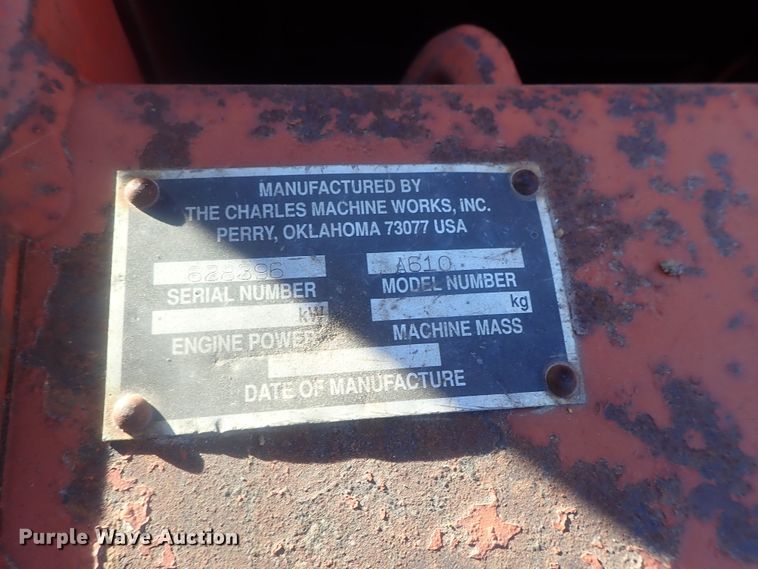 MANUFACTURED BY
THE CHARLES MACHINE WORKS, INC.
PERRY, OKLAHOMA 73077 USA
628396 A610
SERIAL NUMBER MODEL NUMBER
kW kg
ENGINE POWER MACHINE MASS
DATE OF MANUFACTURE
Purple Wave Auction